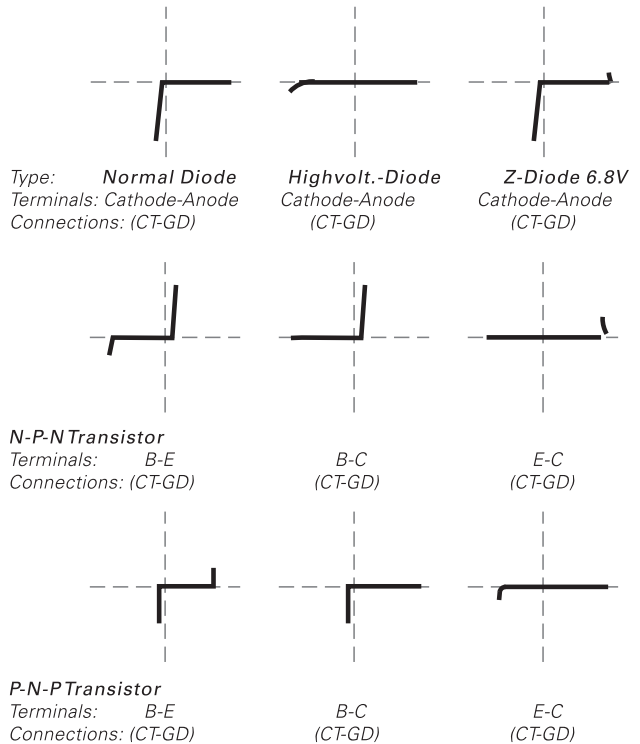 Type: Normal Diode Highvolt.-Diode Z-Diode 6.8V
Terminals: Cathode-Anode Cathode-Anode Cathode-Anode
Connections: (CT-GD) (CT-GD) (CT-GD)
N-P-N Transistor
Terminals: B-E B-C E-C
Connections: (CT-GD) (CT-GD) (CT-GD)
P-N-P Transistor
Terminals: B-E B-C E-C
Connections: (CT-GD) (CT-GD) (CT-GD)